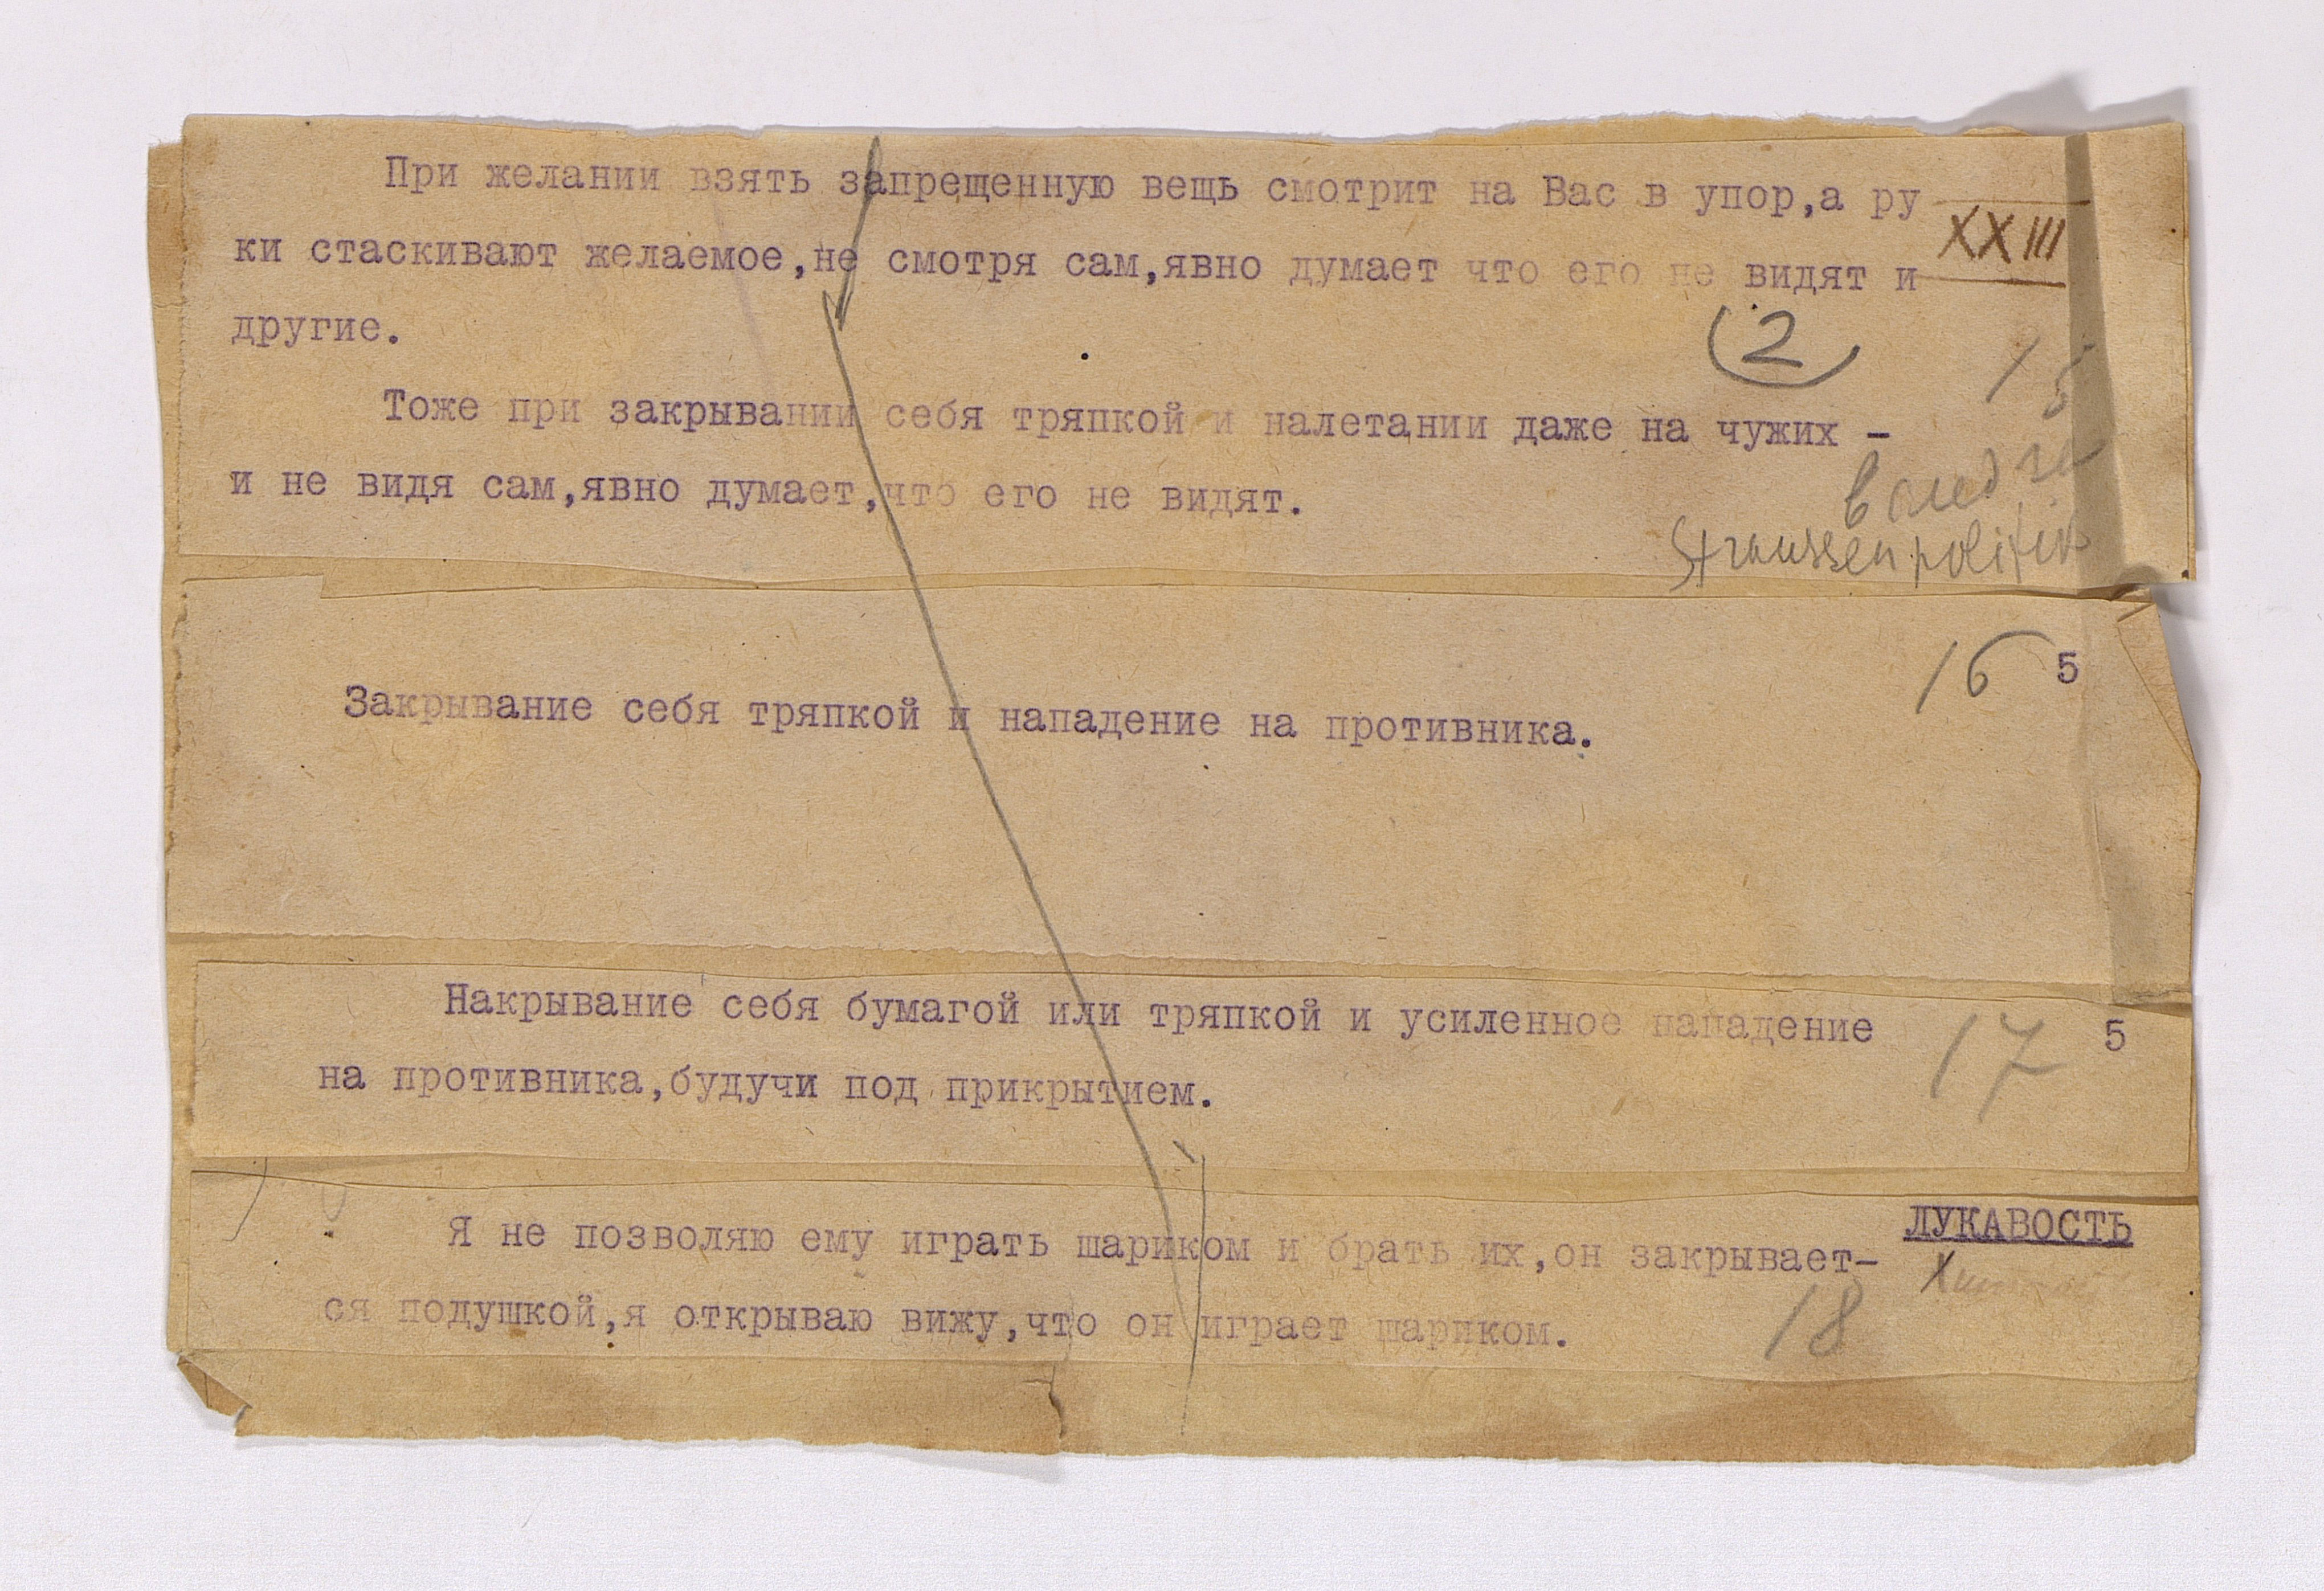 При желании взять запрещенную вещь смотрит на Вас в упор,а ру
XXIII
ки стаскивают желаемое,не смотря сам,явно думает что его не видят и
другие.
2
15
Тоже при закрывании себя тряпкой и налетании даже на чужих -
и не видя сам,явно думает,что его не видят.
Straussenpolitik
16 5
Закрывание себя тряпкой и нападение на противника.
Накрывание себя бумагой или тряпкой и усиленное нападение
17 5
на противника,будучи под прикрытием.
ЛУКАВОСТЬ
Я не позволяю ему играть шариком и брать их,он закрывает-
18
ся подушкой,я открываю вижу,что он играет шариком.